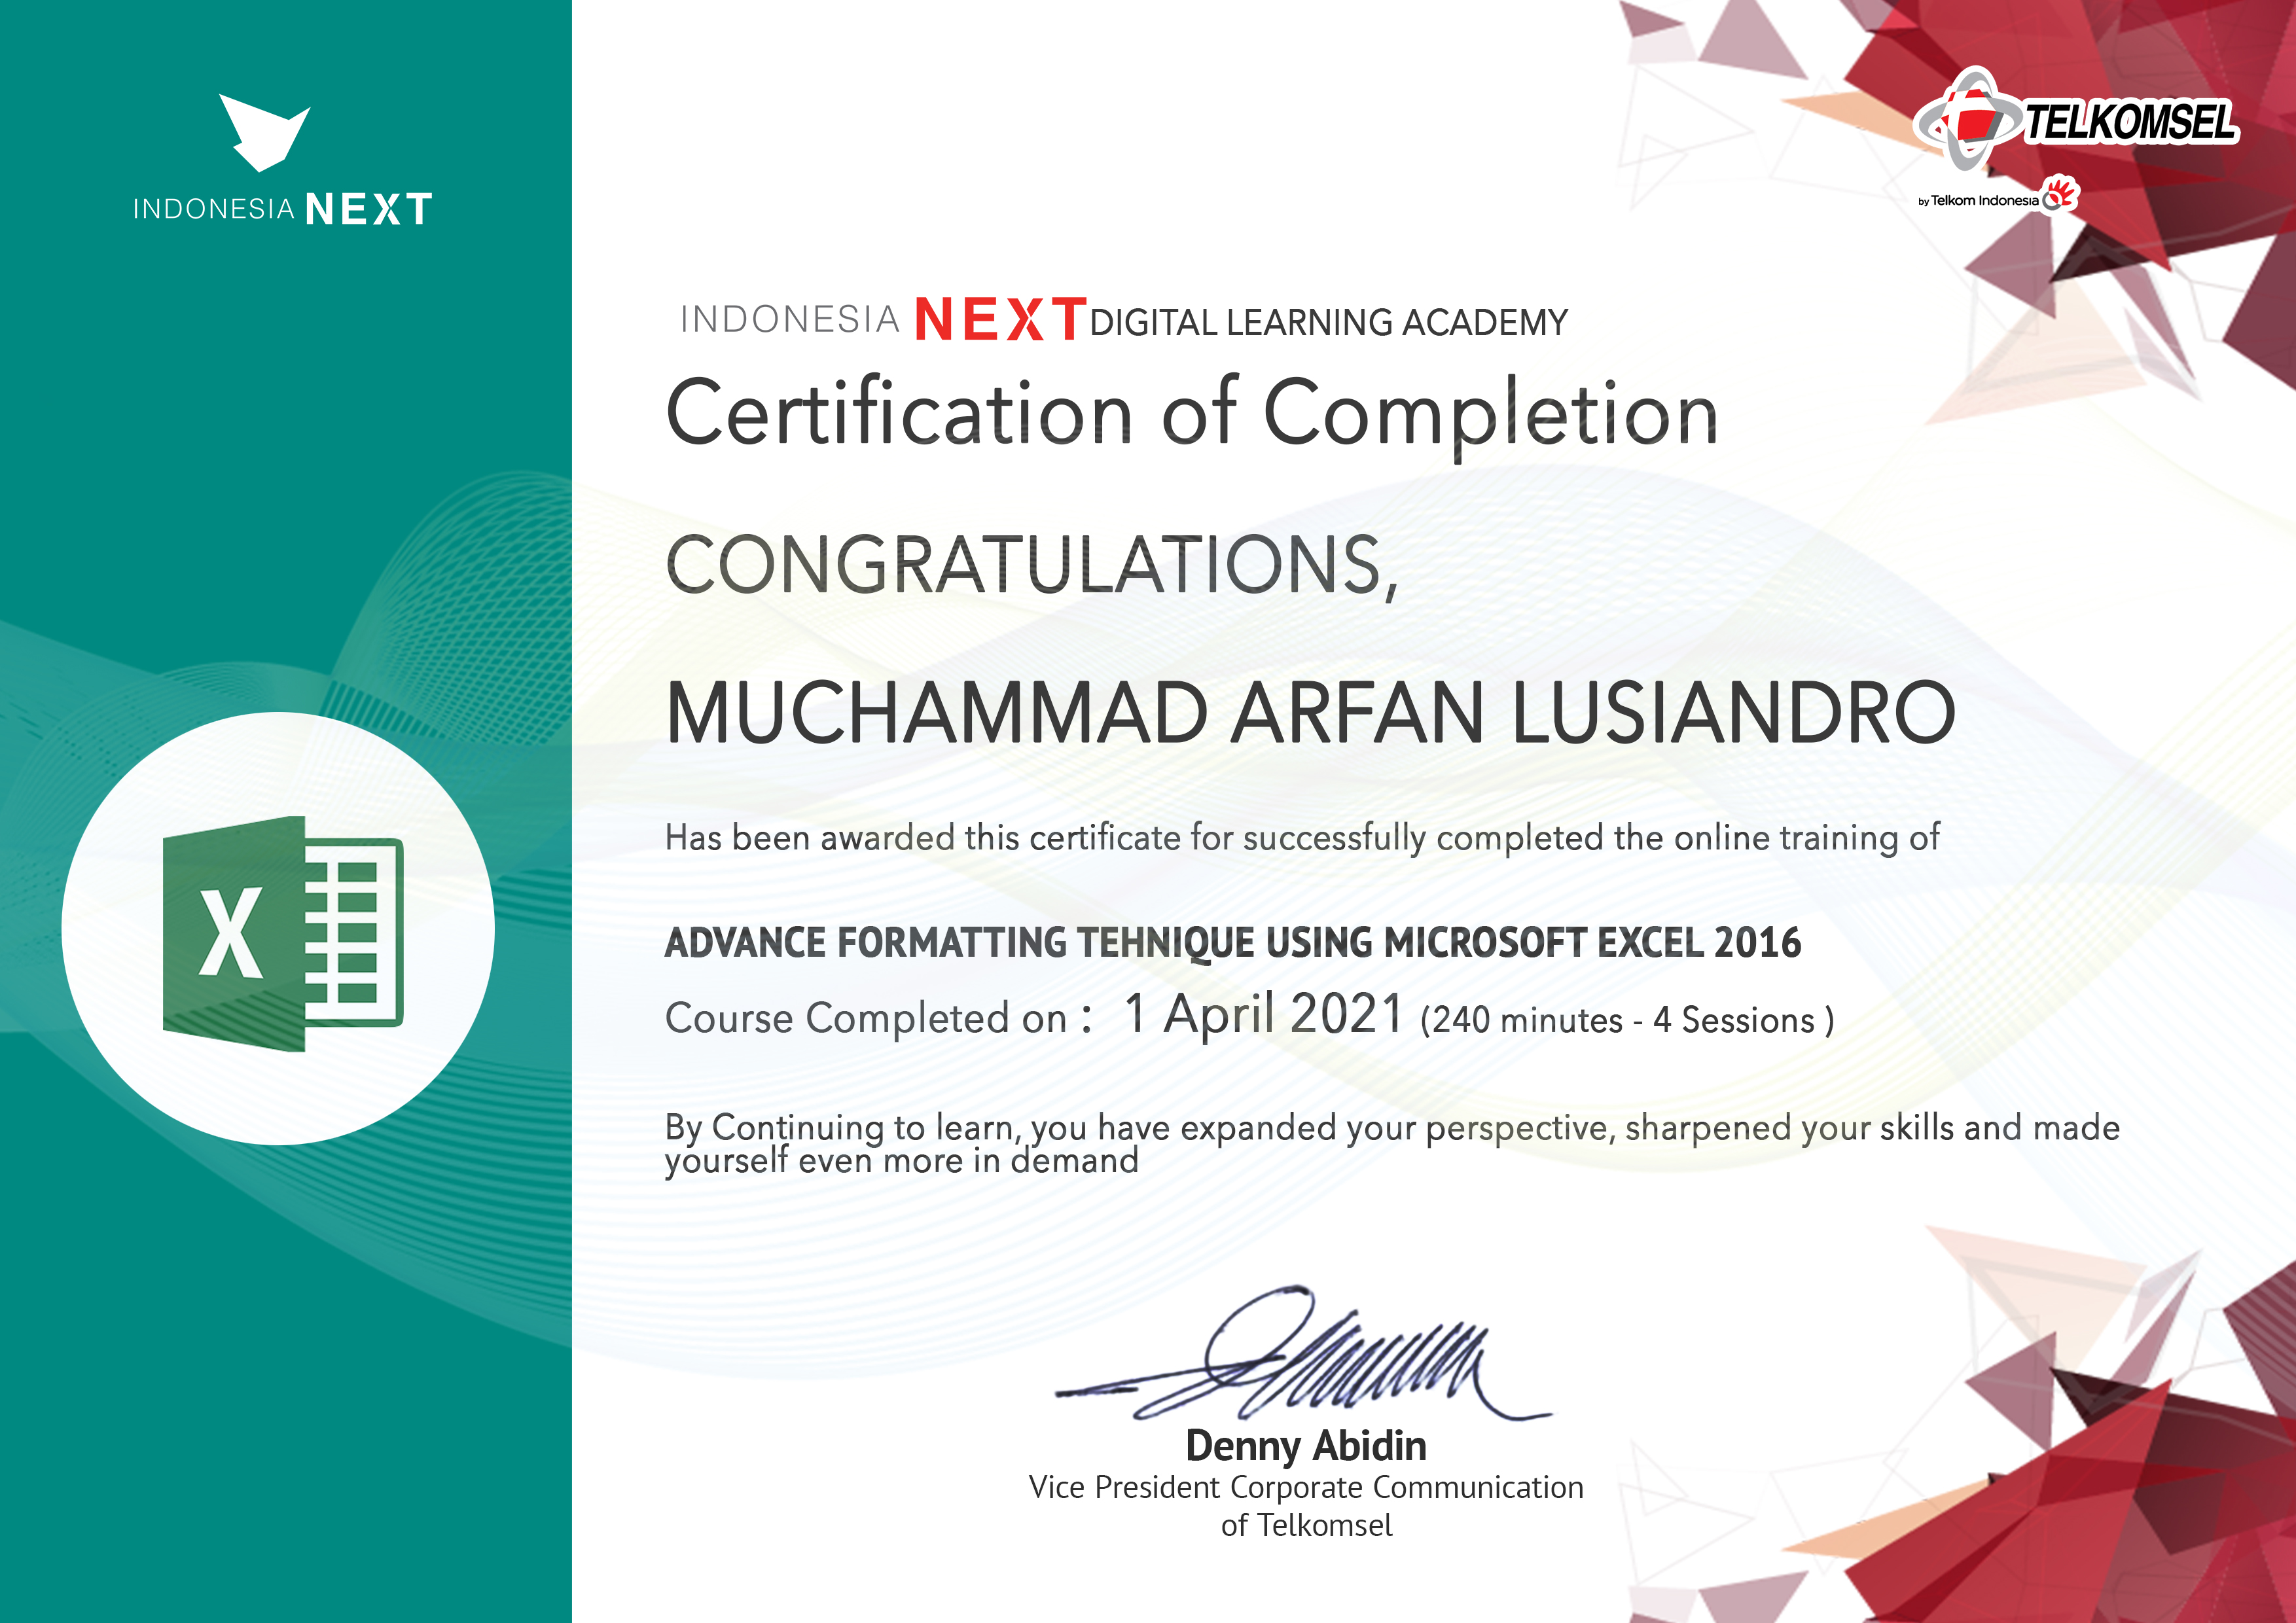 INDONESIA NEXT
TELKOMSEL
by Telkom Indonesia
INDONESIA NEXT DIGITAL LEARNING ACADEMY
Certification of Completion
CONGRATULATIONS,
MUCHAMMAD ARFAN LUSIANDRO
Has been awarded this certificate for successfully completed the online training of
X
ADVANCE FORMATTING TEHNIQUE USING MICROSOFT EXCEL 2016
Course Completed on : 1 April 2021 (240 minutes - 4 Sessions )
By Continuing to learn, you have expanded your perspective, sharpened your skills and made
yourself even more in demand
Denny Abidin
Vice President Corporate Communication
of Telkomsel